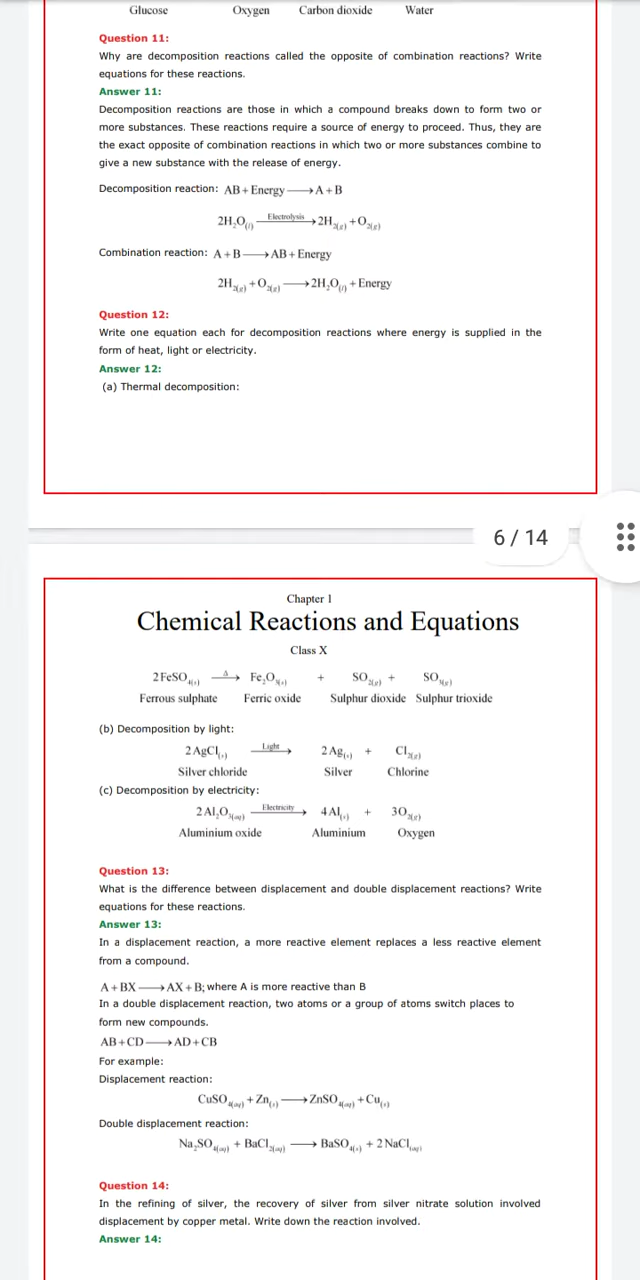 Glucose Oxygen Carbon dioxide Water
Question 11:
Why are decomposition reactions called the opposite of combination reactions? Write
equations for these reactions.
Answer 11:
Decomposition reactions are those in which a compound breaks down to form two or
more substances. These reactions require a source of energy to proceed. Thus, they are
the exact opposite of combination reactions in which two or more substances combine to
give a new substance with the release of energy.
Decomposition reaction: AB + Energy ⟶ A + B
2H₂O(l) —Electrolysis→ 2H₂(g) + O₂(g)
Combination reaction: A + B ⟶ AB + Energy
2H₂(g) + O₂(g) ⟶ 2H₂O(l) + Energy
Question 12:
Write one equation each for decomposition reactions where energy is supplied in the
form of heat, light or electricity.
Answer 12:
(a) Thermal decomposition:
6 / 14
Chapter 1
Chemical Reactions and Equations
Class X
2 FeSO₄(s) —Δ→ Fe₂O₃(s) + SO₂(g) + SO₃(g)
Ferrous sulphate Ferric oxide Sulphur dioxide Sulphur trioxide
(b) Decomposition by light:
2 AgCl(s) —Light→ 2 Ag(s) + Cl₂(g)
Silver chloride Silver Chlorine
(c) Decomposition by electricity:
2 Al₂O₃(aq) —Electricity→ 4 Al(s) + 3O₂(g)
Aluminium oxide Aluminium Oxygen
Question 13:
What is the difference between displacement and double displacement reactions? Write
equations for these reactions.
Answer 13:
In a displacement reaction, a more reactive element replaces a less reactive element
from a compound.
A + BX ⟶ AX + B; where A is more reactive than B
In a double displacement reaction, two atoms or a group of atoms switch places to
form new compounds.
AB + CD ⟶ AD + CB
For example:
Displacement reaction:
CuSO₄(aq) + Zn(s) ⟶ ZnSO₄(aq) + Cu(s)
Double displacement reaction:
Na₂SO₄(aq) + BaCl₂(aq) ⟶ BaSO₄(s) + 2 NaCl(aq)
Question 14:
In the refining of silver, the recovery of silver from silver nitrate solution involved
displacement by copper metal. Write down the reaction involved.
Answer 14: